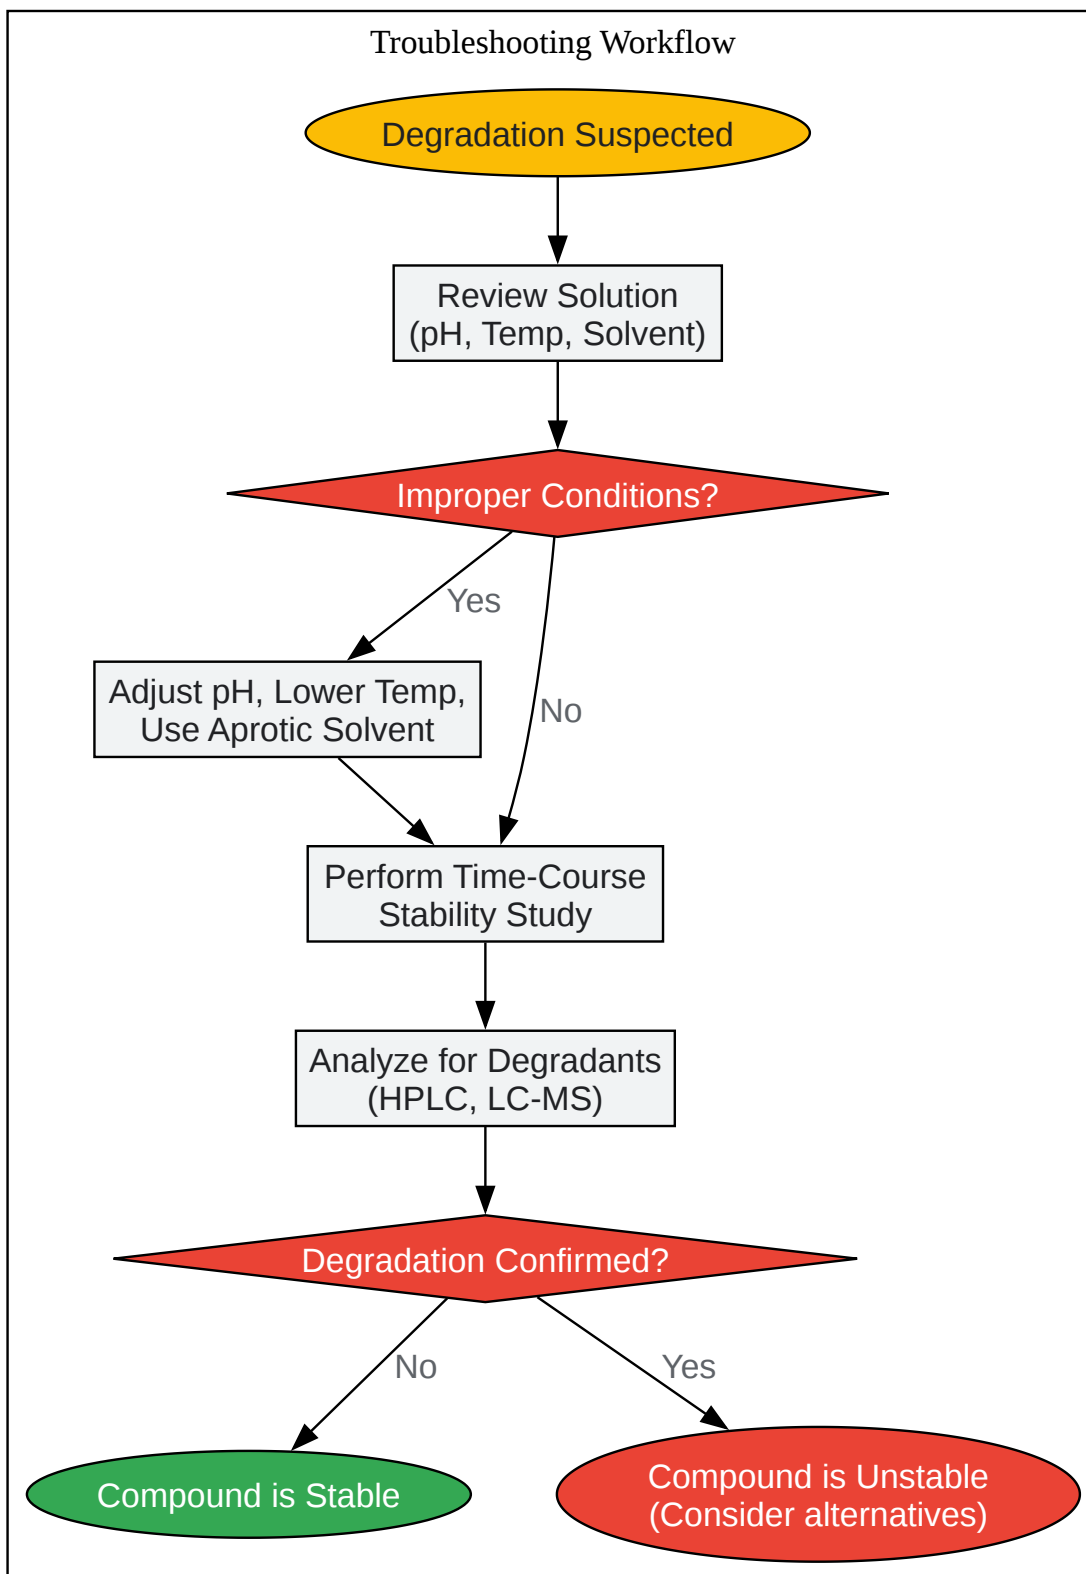 Troubleshooting Workflow
Degradation Suspected
Review Solution
(pH, Temp, Solvent)
Improper Conditions?
Yes
Adjust pH, Lower Temp,
Use Aprotic Solvent
No
Perform Time-Course
Stability Study
Analyze for Degradants
(HPLC, LC-MS)
Degradation Confirmed?
No
Yes
Compound is Stable
Compound is Unstable
(Consider alternatives)